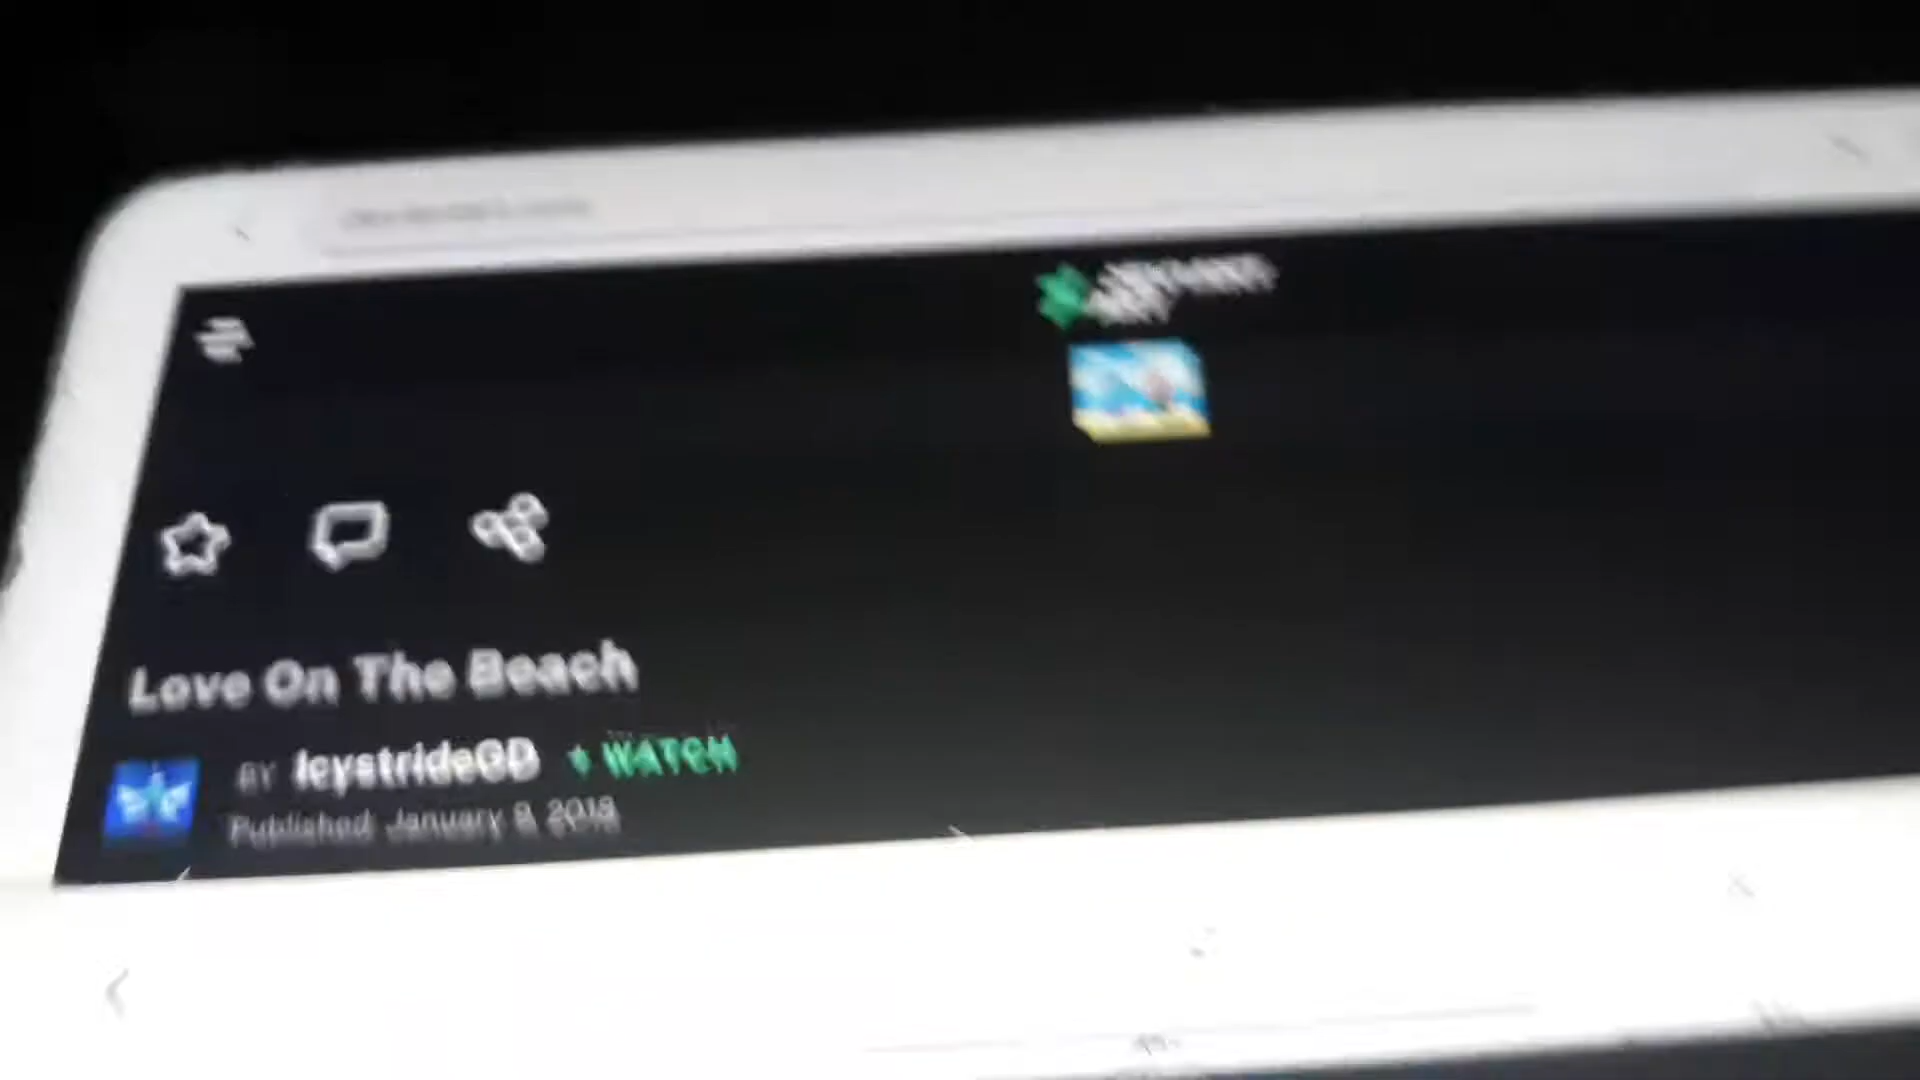 Love On The Beach
BY IcystrideGD + WATCH
Published: January 9, 2018